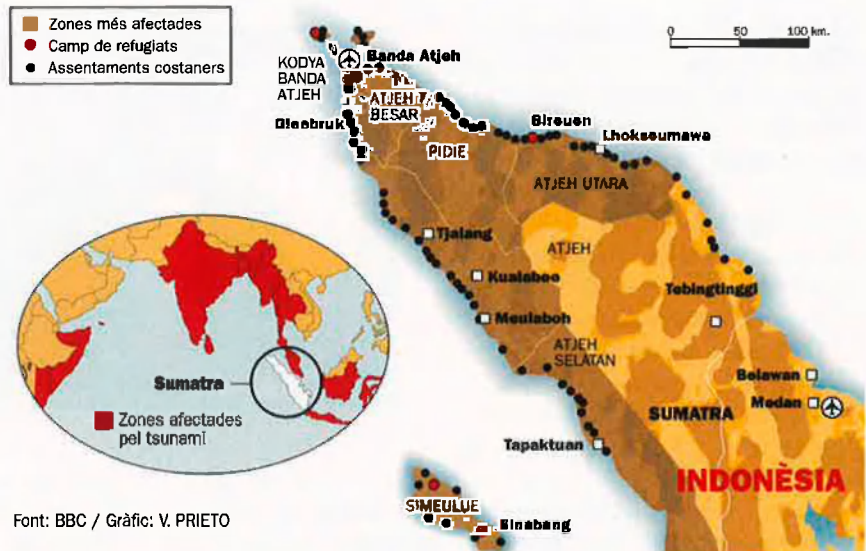 Zones més afectades
Camp de refugiats
Assentaments costaners
0 50 100 km.
KODYA
BANDA
ATJEH
Banda Atjeh
ATJEH
BESAR
PIDIE
Bireuen
Lhokseumawe
ATJEH UTARA
Tjalang
ATJEH
Kualabee
Tebingtinggi
Meulaboh
ATJEH
SELATAN
Belawan
SUMATRA
Medan
Tapaktuan
INDONÈSIA
SIMEULUE
Sinabang
Sumatra
Zones afectades
pel tsunami
Font: BBC / Gràfic: V. PRIETO